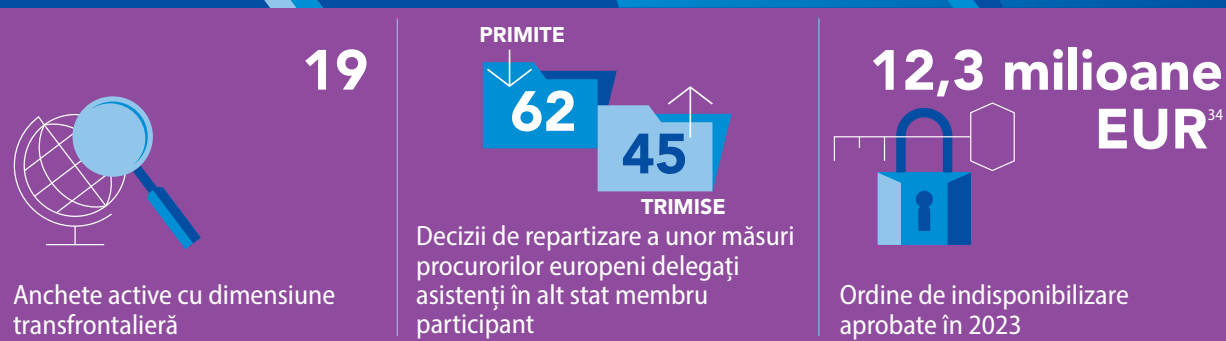 19
Anchete active cu dimensiune
transfrontalieră
PRIMITE
62
45
TRIMISE
Decizii de repartizare a unor măsuri
procurorilor europeni delegați
asistenți în alt stat membru
participant
12,3 milioane
EUR34
Ordine de indisponibilizare
aprobate în 2023